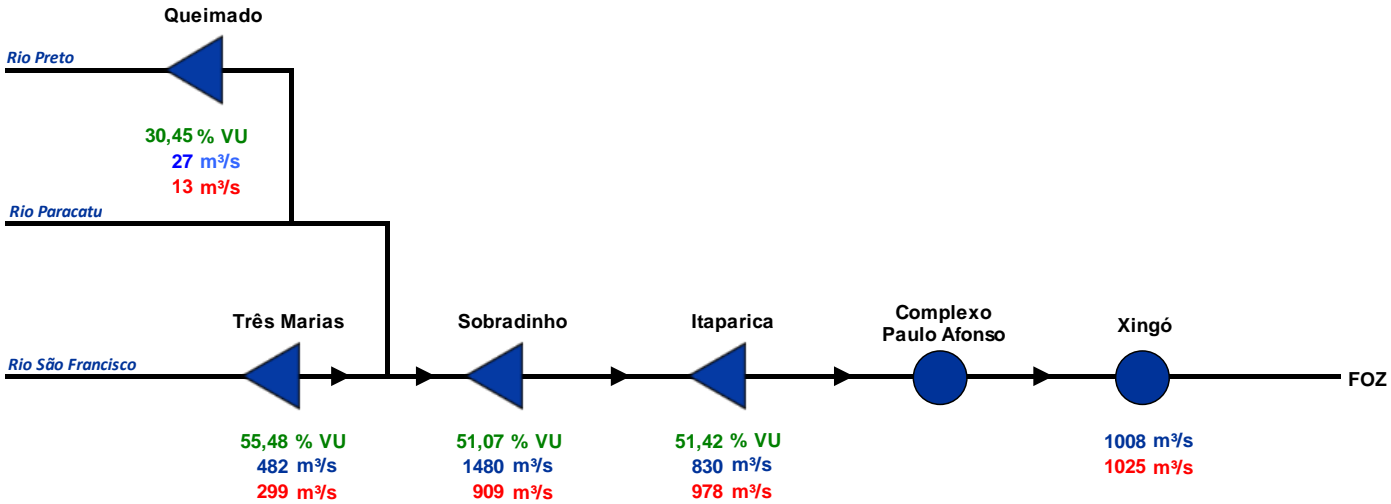 Queimado
Rio Preto
30,45 % VU
27 m³/s
13 m³/s
Rio Paracatu
Três Marias
Sobradinho
Itaparica
Complexo
Paulo Afonso
Xingó
Rio São Francisco
FOZ
55,48 % VU
482 m³/s
299 m³/s
51,07 % VU
1480 m³/s
909 m³/s
51,42 % VU
830 m³/s
978 m³/s
1008 m³/s
1025 m³/s